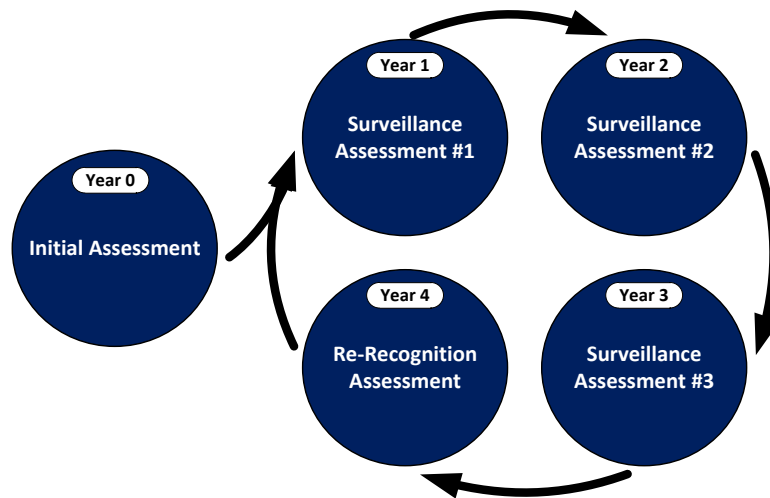 Year 0
Initial Assessment
Year 1
Surveillance
Assessment #1
Year 2
Surveillance
Assessment #2
Year 3
Surveillance
Assessment #3
Year 4
Re-Recognition
Assessment